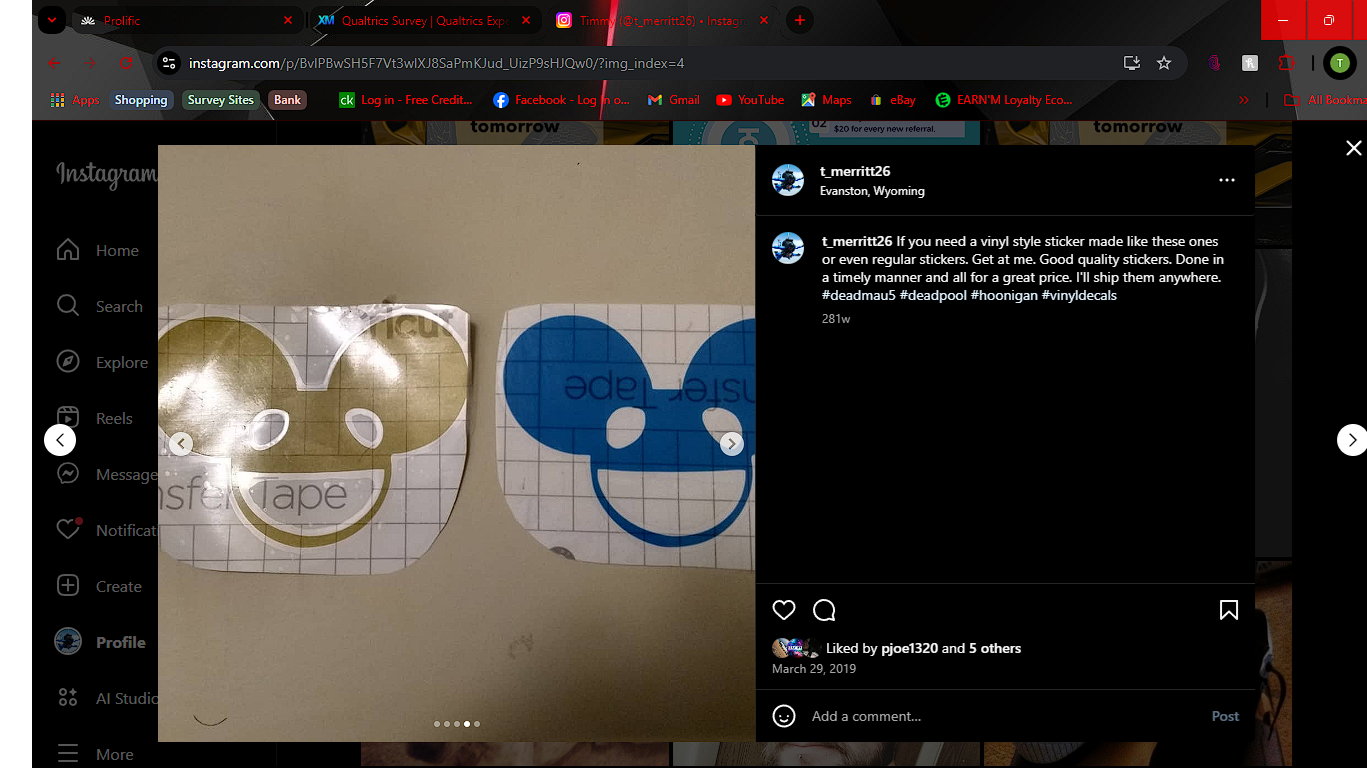 Prolific
Qualtrics Survey | Qualtrics Exp
Timmy (@t_merritt26) • Instag
instagram.com/p/BvlPBwSH5F7Vt3wlXJ8SaPmKJud_UizP9sHJQw0/?img_index=4
T
Apps
Shopping
Survey Sites
Bank
ck
Log in - Free Credit...
Facebook - Log in o...
Gmail
YouTube
Maps
eBay
EARN'M Loyalty Eco...
All Bookma
tomorrow
02
$20 for every new referral.
tomorrow
Instagram
Home
Search
Explore
Reels
Message
Notificat
Create
Profile
AI Studio
More
ricut
nsfer Tape
nsfer Tape
t_merritt26
Evanston, Wyoming
t_merritt26 If you need a vinyl style sticker made like these ones
or even regular stickers. Get at me. Good quality stickers. Done in
a timely manner and all for a great price. I'll ship them anywhere.
#deadmau5 #deadpool #hoonigan #vinyldecals
281w
Liked by pjoe1320 and 5 others
March 29, 2019
Add a comment...
Post